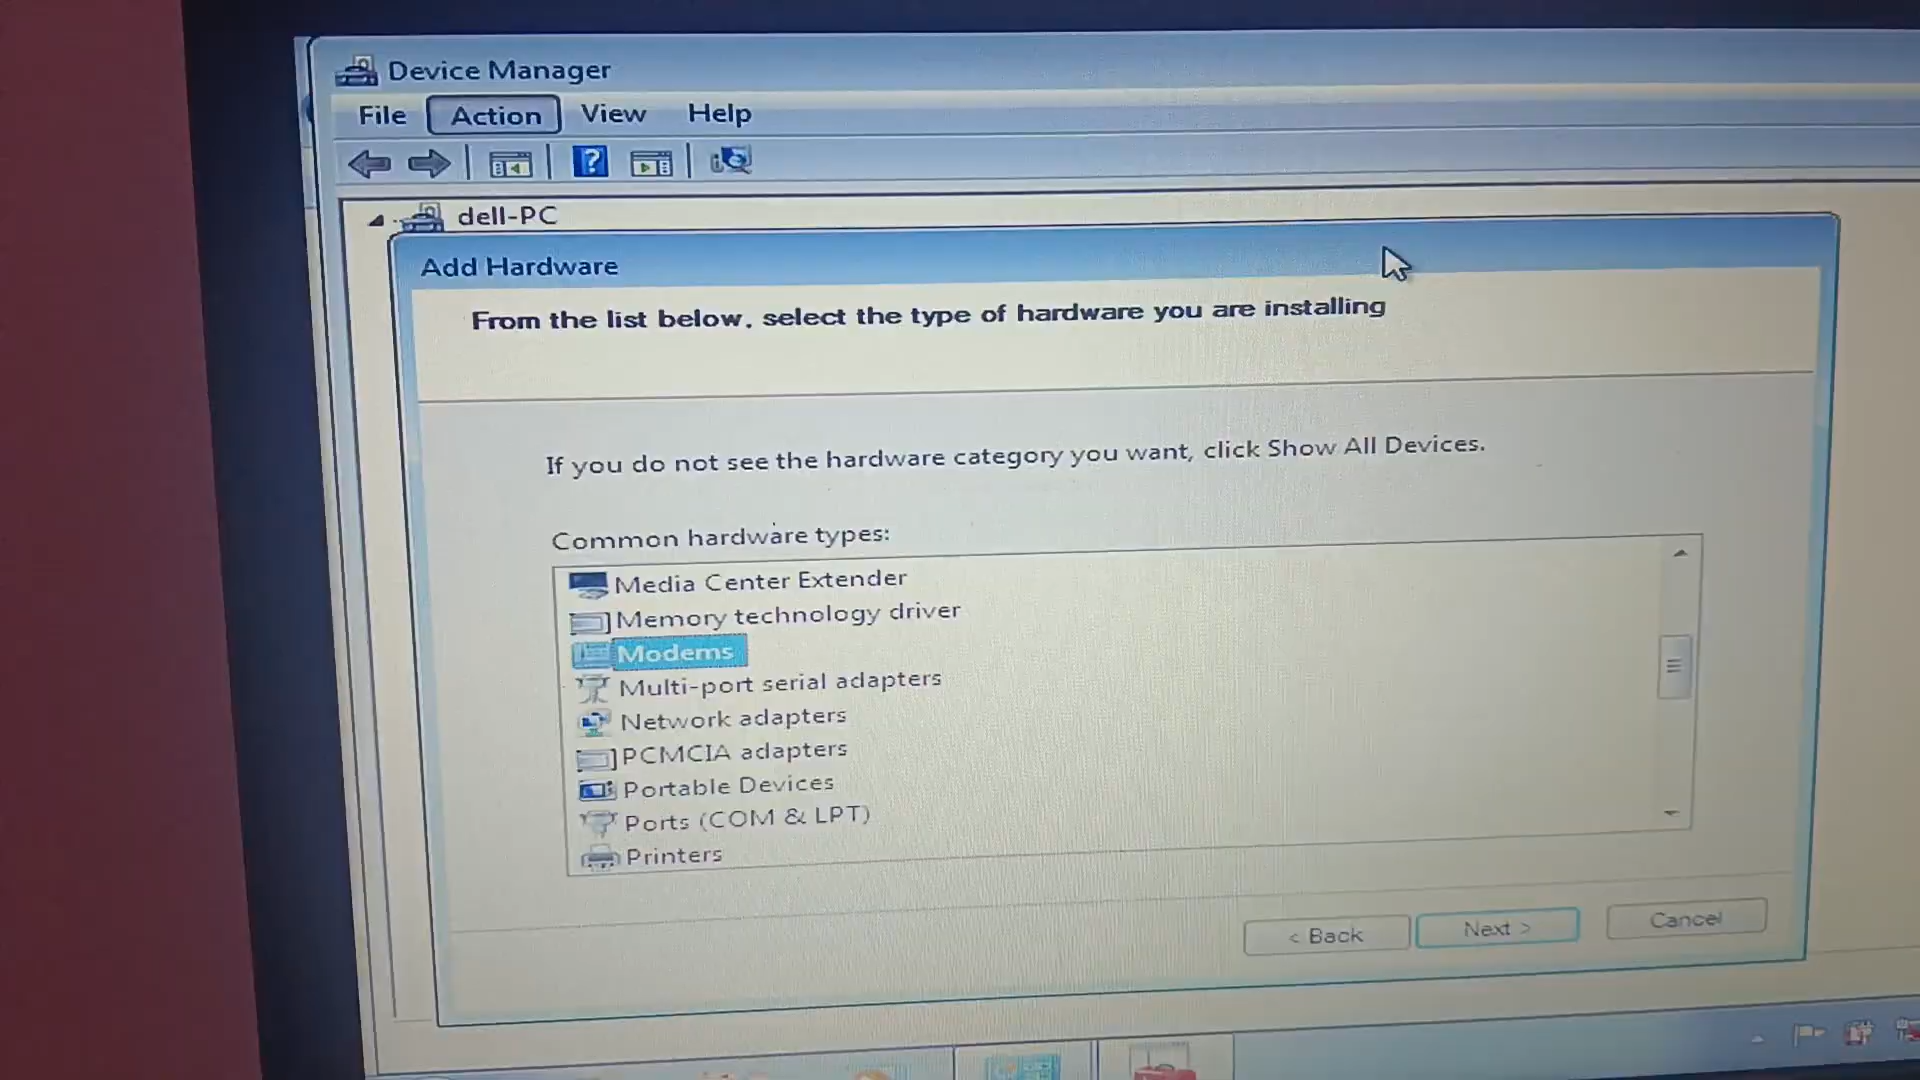 Device Manager
File Action View Help
dell-PC
Add Hardware
From the list below, select the type of hardware you are installing
If you do not see the hardware category you want, click Show All Devices.
Common hardware types:
Media Center Extender
Memory technology driver
Modems
Multi-port serial adapters
Network adapters
PCMCIA adapters
Portable Devices
Ports (COM & LPT)
Printers
< Back Next > Cancel